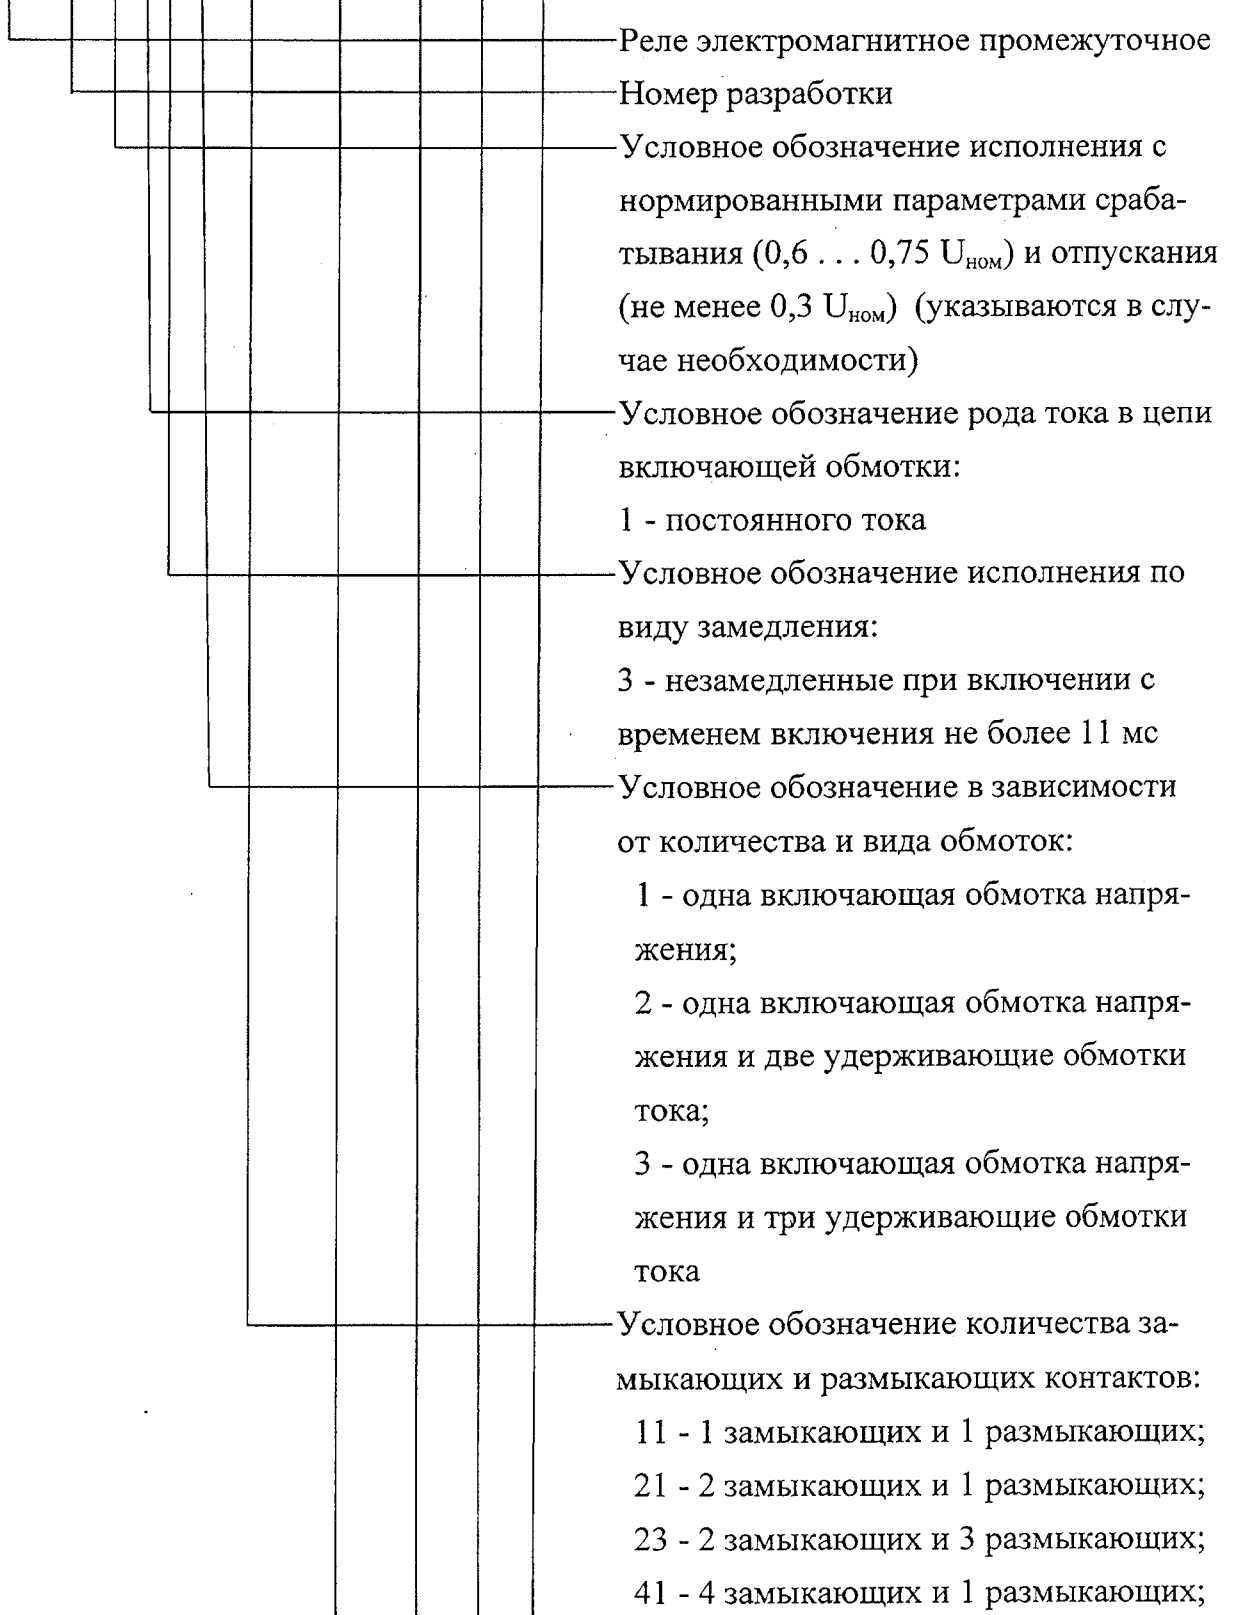 Реле электромагнитное промежуточное
Номер разработки
Условное обозначение исполнения с
нормированными параметрами сраба-
тывания (0,6 . . . 0,75 Uном) и отпускания
(не менее 0,3 Uном) (указываются в слу-
чае необходимости)
Условное обозначение рода тока в цепи
включающей обмотки:
1 - постоянного тока
Условное обозначение исполнения по
виду замедления:
3 - незамедленные при включении с
временем включения не более 11 мс
Условное обозначение в зависимости
от количества и вида обмоток:
1 - одна включающая обмотка напря-
жения;
2 - одна включающая обмотка напря-
жения и две удерживающие обмотки
тока;
3 - одна включающая обмотка напря-
жения и три удерживающие обмотки
тока
Условное обозначение количества за-
мыкающих и размыкающих контактов:
11 - 1 замыкающих и 1 размыкающих;
21 - 2 замыкающих и 1 размыкающих;
23 - 2 замыкающих и 3 размыкающих;
41 - 4 замыкающих и 1 размыкающих;